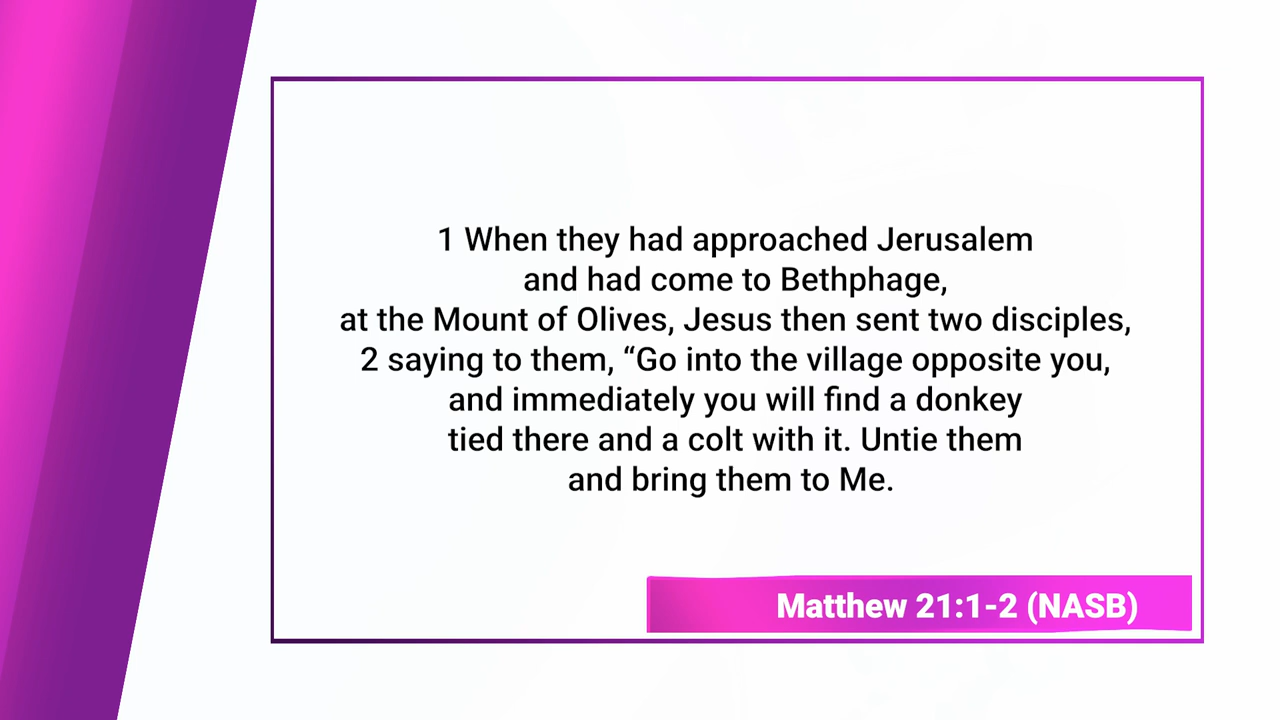 1 When they had approached Jerusalem
and had come to Bethphage,
at the Mount of Olives, Jesus then sent two disciples,
2 saying to them, “Go into the village opposite you,
and immediately you will find a donkey
tied there and a colt with it. Untie them
and bring them to Me.
Matthew 21:1-2 (NASB)